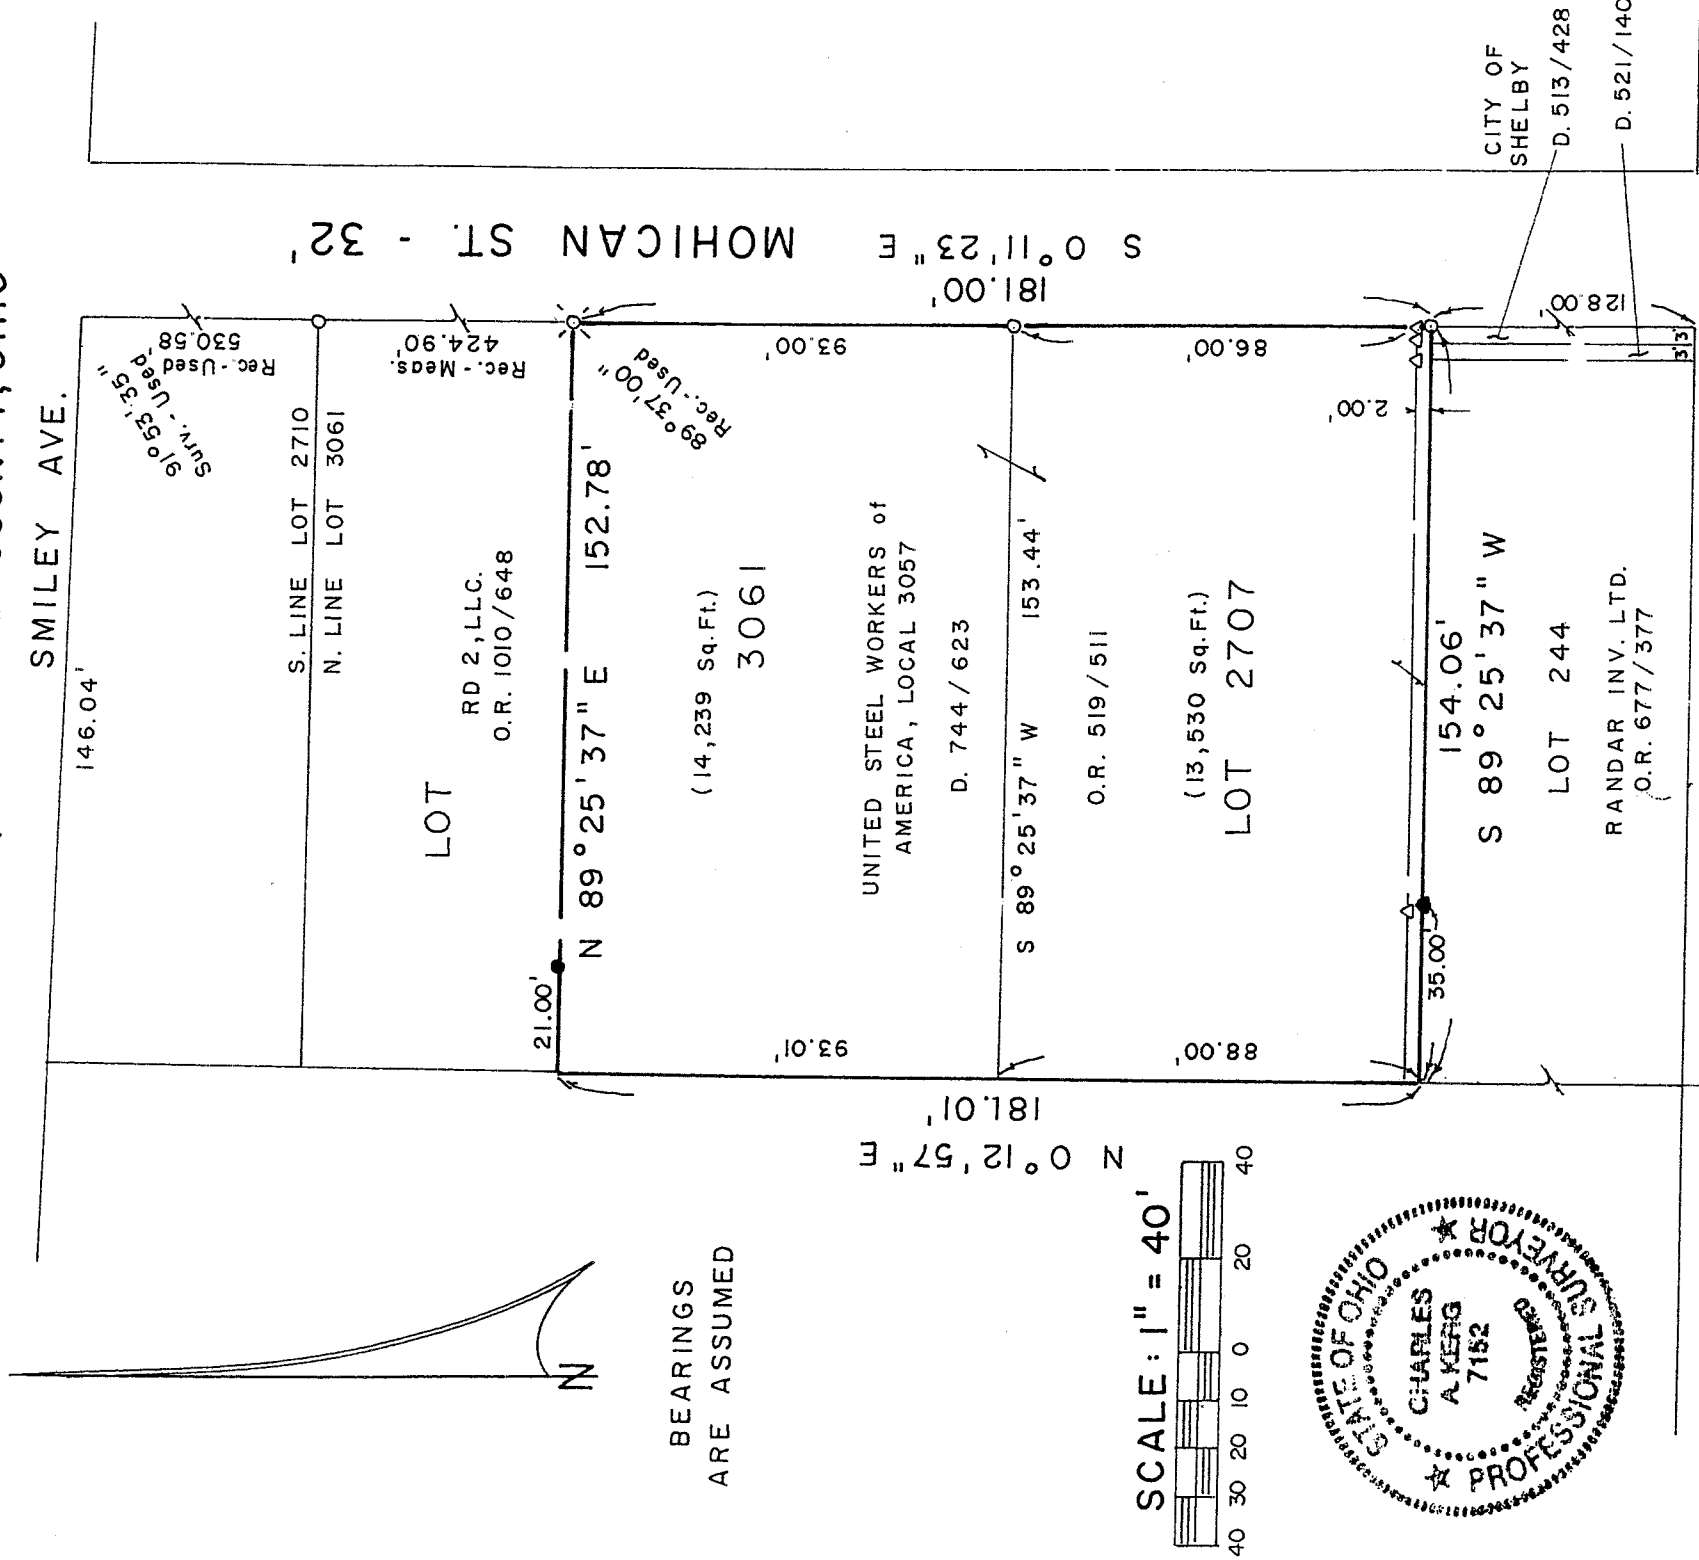 SMILEY AVE.
146.04'
91°53'35"
Surv. - Used
530.58'
Rec.-Used
S. LINE LOT 2710
N. LINE LOT 3061
424.90'
Rec.-Meas.
RD 2, LLC.
O.R. 1010/648
LOT
MOHICAN ST. - 32'
S 0°11'23" E
181.00'
21.00'
N 89°25'37" E 152.78'
89°37'00"
Rec.-Used
93.00'
(14,239 Sq. Ft.)
3061
UNITED STEEL WORKERS of
AMERICA, LOCAL 3057
D. 744/623
93.01'
S 89°25'37" W 153.44'
86.00'
O.R. 519/511
(13,530 Sq. Ft.)
LOT 2707
88.00'
2.00'
35.00'
154.06'
S 89°25'37" W
LOT 244
RANDAR INV. LTD.
O.R. 677/377
128.00'
3' 3'
CITY OF
SHELBY
D. 513/428
D. 521/140
181.01'
N 0°12'57" E
N
BEARINGS
ARE ASSUMED
SCALE: 1" = 40'
40 30 20 10 0 20 40
STATE OF OHIO
CHARLES
A. KERG
7152
REGISTERED
PROFESSIONAL SURVEYOR